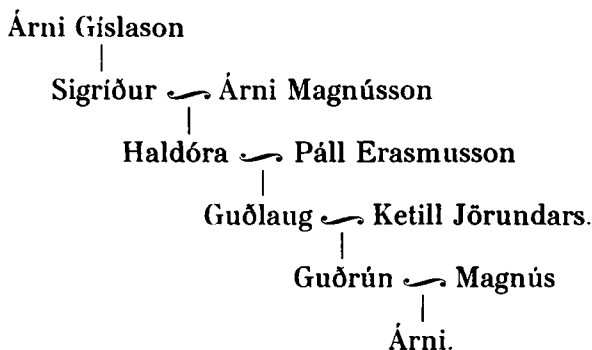 Árni Gíslason
Sigríður Árni Magnússon
Haldóra Páll Erasmusson
Guðlaug Ketill Jörundars.
Guðrún Magnús
Árni.